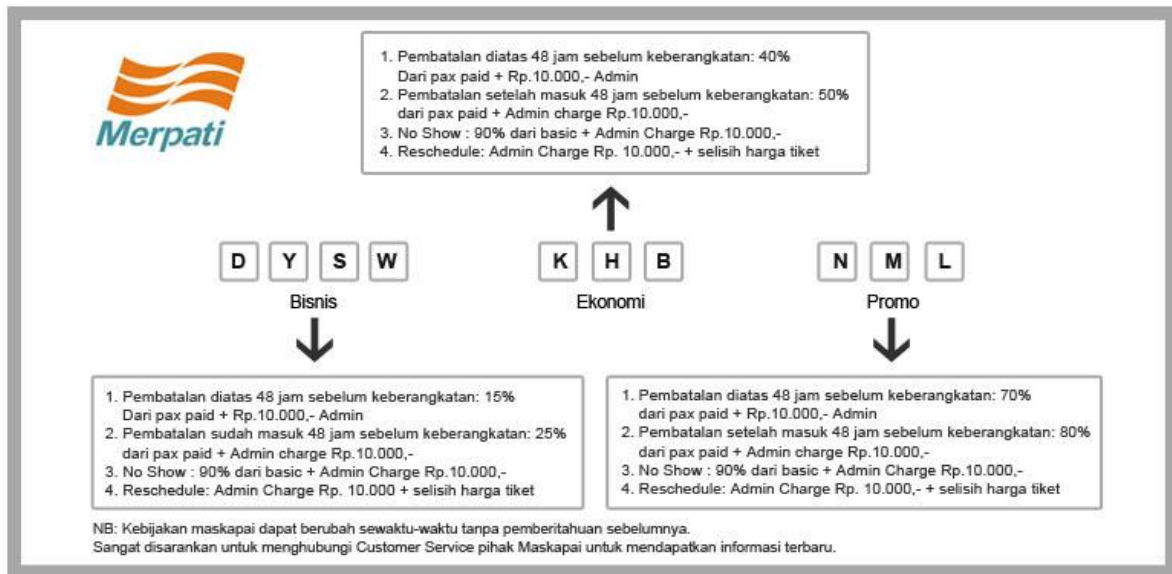 Merpati
1. Pembatalan diatas 48 jam sebelum keberangkatan: 40%
Dari pax paid + Rp.10.000,- Admin
2. Pembatalan setelah masuk 48 jam sebelum keberangkatan: 50%
dari pax paid + Admin charge Rp.10.000,-
3. No Show : 90% dari basic + Admin Charge Rp.10.000,-
4. Reschedule: Admin Charge Rp. 10.000,- + selisih harga tiket
D Y S W
Bisnis
K H B
Ekonomi
N M L
Promo
1. Pembatalan diatas 48 jam sebelum keberangkatan: 15%
Dari pax paid + Rp.10.000,- Admin
2. Pembatalan sudah masuk 48 jam sebelum keberangkatan: 25%
dari pax paid + Admin charge Rp.10.000,-
3. No Show : 90% dari basic + Admin Charge Rp.10.000,-
4. Reschedule: Admin Charge Rp. 10.000 + selisih harga tiket
1. Pembatalan diatas 48 jam sebelum keberangkatan: 70%
dari pax paid + Rp.10.000,- Admin
2. Pembatalan setelah masuk 48 jam sebelum keberangkatan: 80%
dari pax paid + Admin charge Rp.10.000,-
3. No Show : 90% dari basic + Admin Charge Rp.10.000,-
4. Reschedule: Admin Charge Rp. 10.000,- + selisih harga tiket
NB: Kebijakan maskapai dapat berubah sewaktu-waktu tanpa pemberitahuan sebelumnya.
Sangat disarankan untuk menghubungi Customer Service pihak Maskapai untuk mendapatkan informasi terbaru.